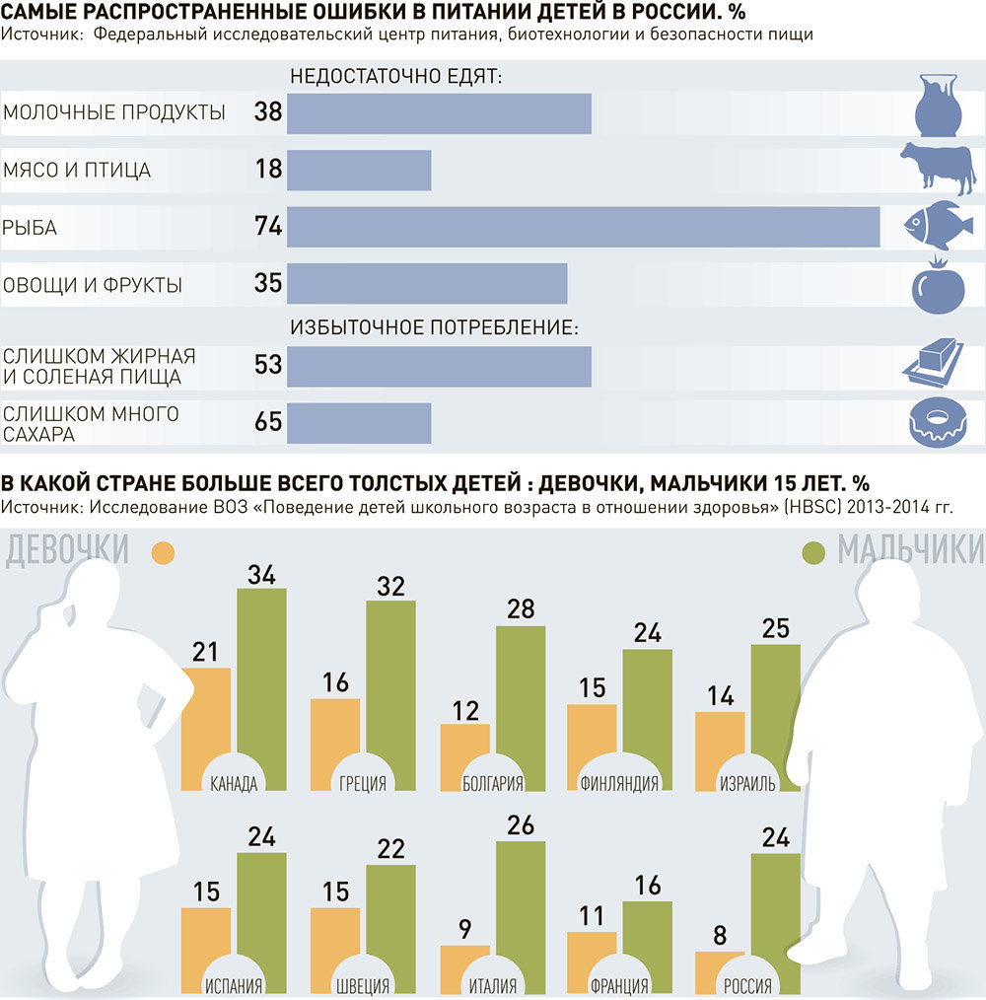 САМЫЕ РАСПРОСТРАНЕННЫЕ ОШИБКИ В ПИТАНИИ ДЕТЕЙ В РОССИИ. %
Источник: Федеральный исследовательский центр питания, биотехнологии и безопасности пищи
НЕДОСТАТОЧНО ЕДЯТ:
МОЛОЧНЫЕ ПРОДУКТЫ 38
МЯСО И ПТИЦА 18
РЫБА 74
ОВОЩИ И ФРУКТЫ 35
ИЗБЫТОЧНОЕ ПОТРЕБЛЕНИЕ:
СЛИШКОМ ЖИРНАЯ
И СОЛЕНАЯ ПИЩА 53
СЛИШКОМ МНОГО
САХАРА 65
В КАКОЙ СТРАНЕ БОЛЬШЕ ВСЕГО ТОЛСТЫХ ДЕТЕЙ : ДЕВОЧКИ, МАЛЬЧИКИ 15 ЛЕТ. %
Источник: Исследование ВОЗ «Поведение детей школьного возраста в отношении здоровья» (HBSC) 2013-2014 гг.
ДЕВОЧКИ МАЛЬЧИКИ
21 34 16 32 12 28 15 24 14 25
КАНАДА ГРЕЦИЯ БОЛГАРИЯ ФИНЛЯНДИЯ ИЗРАИЛЬ
15 24 15 22 9 26 11 16 8 24
ИСПАНИЯ ШВЕЦИЯ ИТАЛИЯ ФРАНЦИЯ РОССИЯ